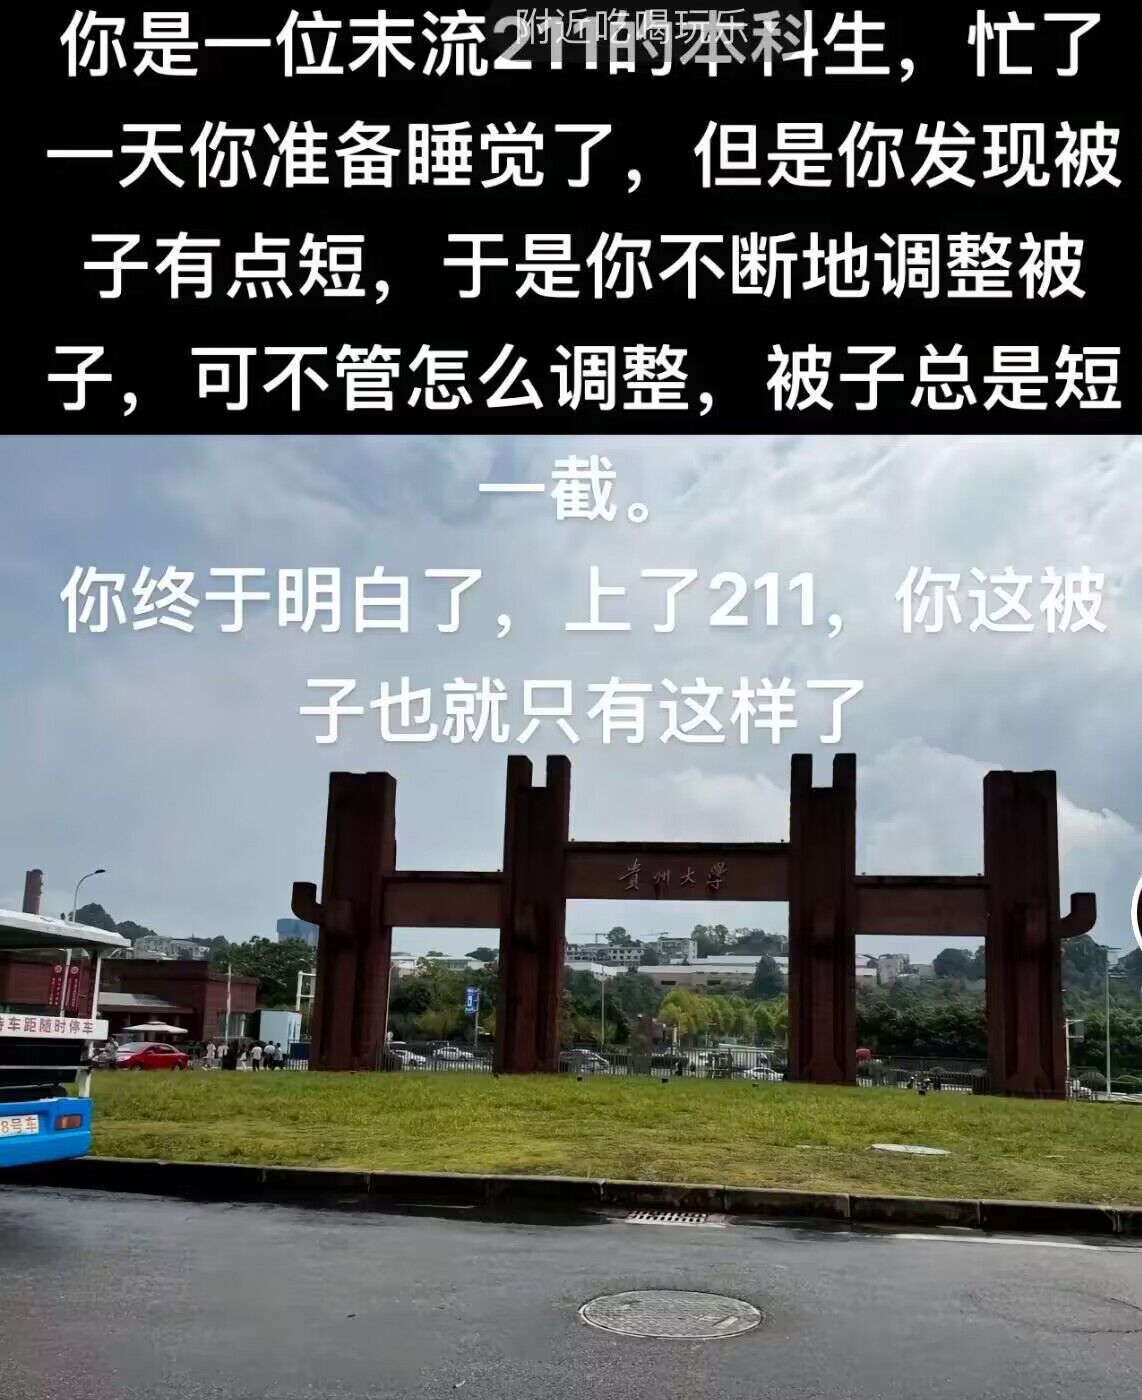 附近吃喝玩乐
你是一位末流211的本科生，忙了
一天你准备睡觉了，但是你发现被
子有点短，于是你不断地调整被
子，可不管怎么调整，被子总是短
一截。
你终于明白了，上了211，你这被
子也就只有这样了
貴州大學
车距随时停车
8号车